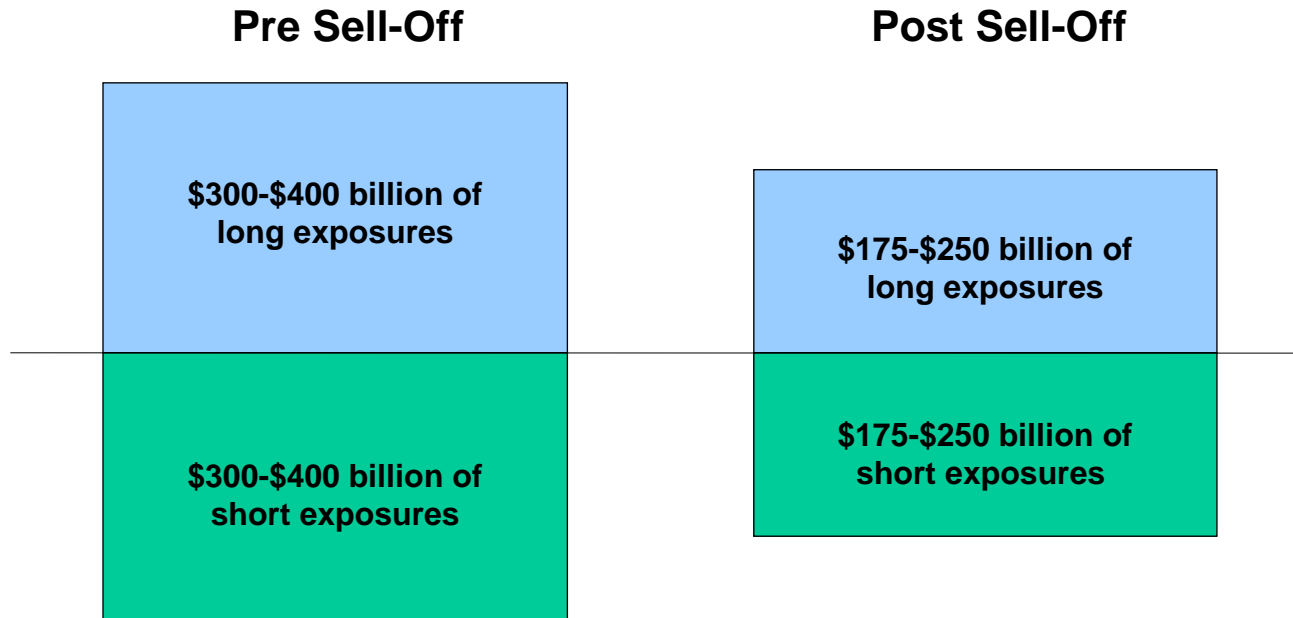 Pre Sell-Off
Post Sell-Off
$300-$400 billion of
long exposures
$175-$250 billion of
long exposures
$300-$400 billion of
short exposures
$175-$250 billion of
short exposures